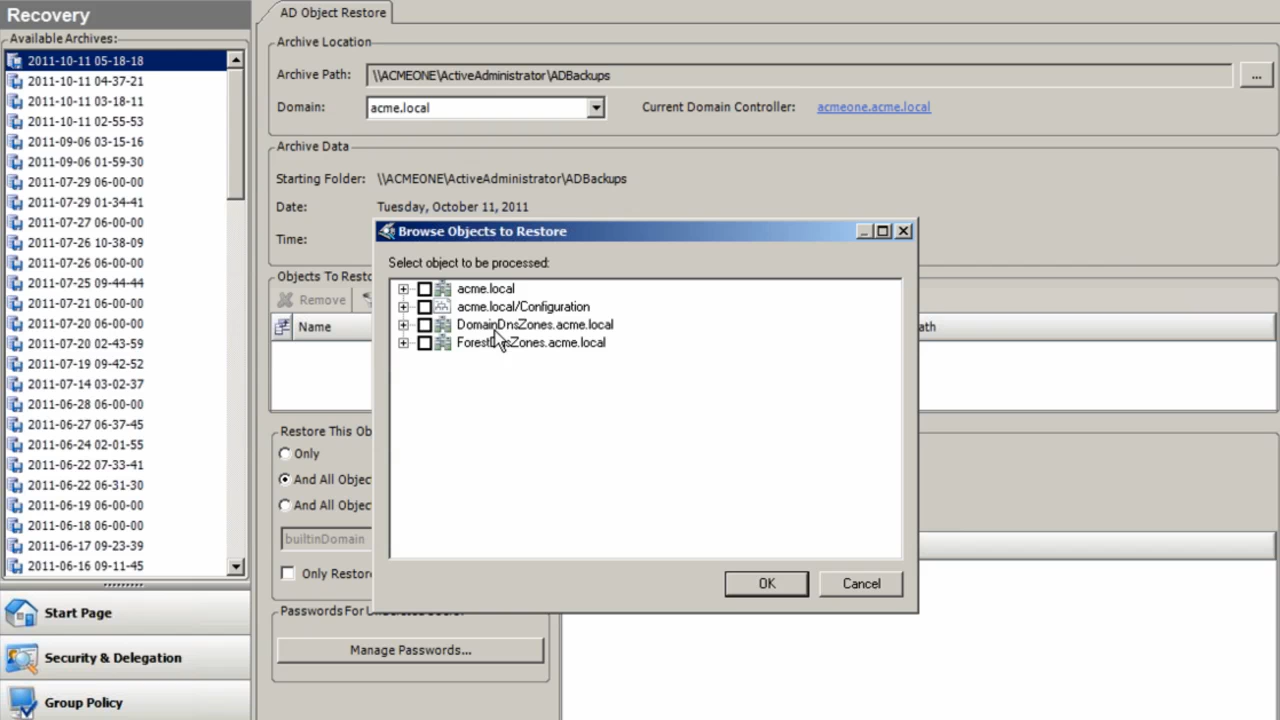 Recovery
Available Archives:
2011-10-11 05-18-18
2011-10-11 04-37-21
2011-10-11 03-18-11
2011-10-11 02-55-53
2011-09-06 03-15-16
2011-09-06 01-59-30
2011-07-29 06-00-00
2011-07-29 01-34-41
2011-07-27 06-00-00
2011-07-26 10-38-09
2011-07-26 06-00-00
2011-07-25 09-44-44
2011-07-21 06-00-00
2011-07-20 06-00-00
2011-07-20 02-43-59
2011-07-19 09-42-52
2011-07-14 03-02-37
2011-06-28 06-00-00
2011-06-27 06-37-45
2011-06-24 02-01-55
2011-06-22 07-33-41
2011-06-22 06-31-30
2011-06-19 06-00-00
2011-06-18 06-00-00
2011-06-17 09-23-39
2011-06-16 09-11-45
Start Page
Security & Delegation
Group Policy
AD Object Restore
Archive Location
Archive Path: \\ACMEONE\ActiveAdministrator\ADBackups ...
Domain: acme.local Current Domain Controller: acmeone.acme.local
Archive Data
Starting Folder: \\ACMEONE\ActiveAdministrator\ADBackups
Date: Tuesday, October 11, 2011
Time:
Objects To Resto
Remove
Name ath
Restore This Ob
Only
And All Objec
And All Objec
builtinDomain
Only Restor
Manage Passwords...
Browse Objects to Restore
Select object to be processed:
acme.local
acme.local/Configuration
DomainDnsZones.acme.local
ForestDnsZones.acme.local
OK Cancel